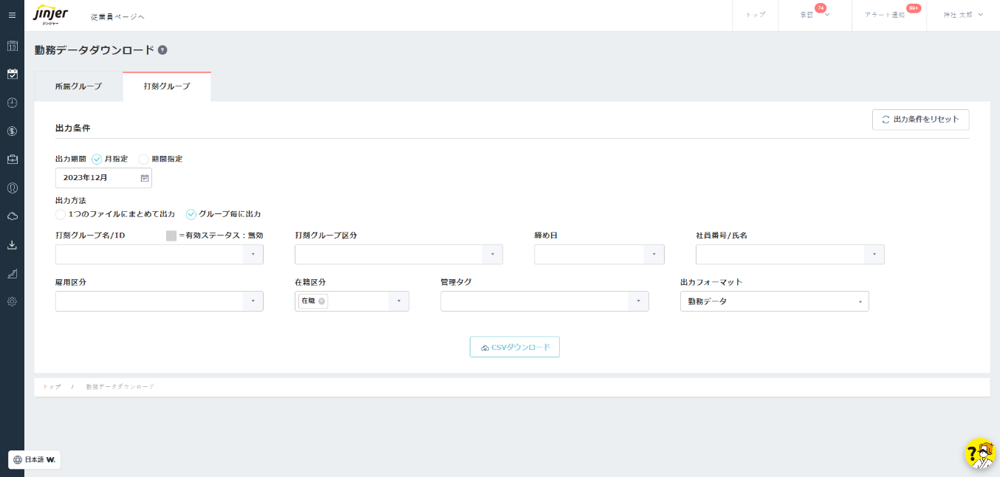 jinjer
ジンジャー
従業員ページへ
トップ
承認
74
アラート通知
99+
神社 太郎
19
勤務データダウンロード ?
所属グループ
打刻グループ
出力条件
出力条件をリセット
出力期間 月指定 期間指定
2023年12月
出力方法
1つのファイルにまとめて出力 グループ毎に出力
打刻グループ名/ID =有効ステータス：無効 打刻グループ区分 締め日 社員番号/氏名
雇用区分 在籍区分 管理タグ 出力フォーマット
在職 勤務データ
CSVダウンロード
トップ / 勤務データダウンロード
?
日本語 W.